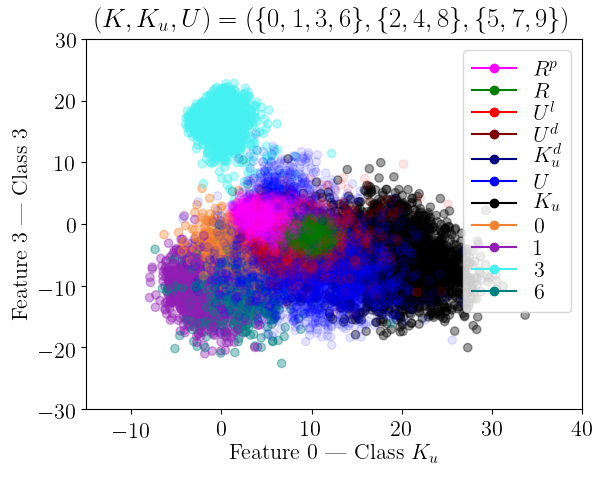 (K, K_u, U) = ({0, 1, 3, 6}, {2, 4, 8}, {5, 7, 9})
30
20
10
0
−10
−20
−30
−10
0
10
20
30
40
Feature 3 — Class 3
Feature 0 — Class K_u
R^p
R
U^l
U^d
K_u^d
U
K_u
0
1
3
6